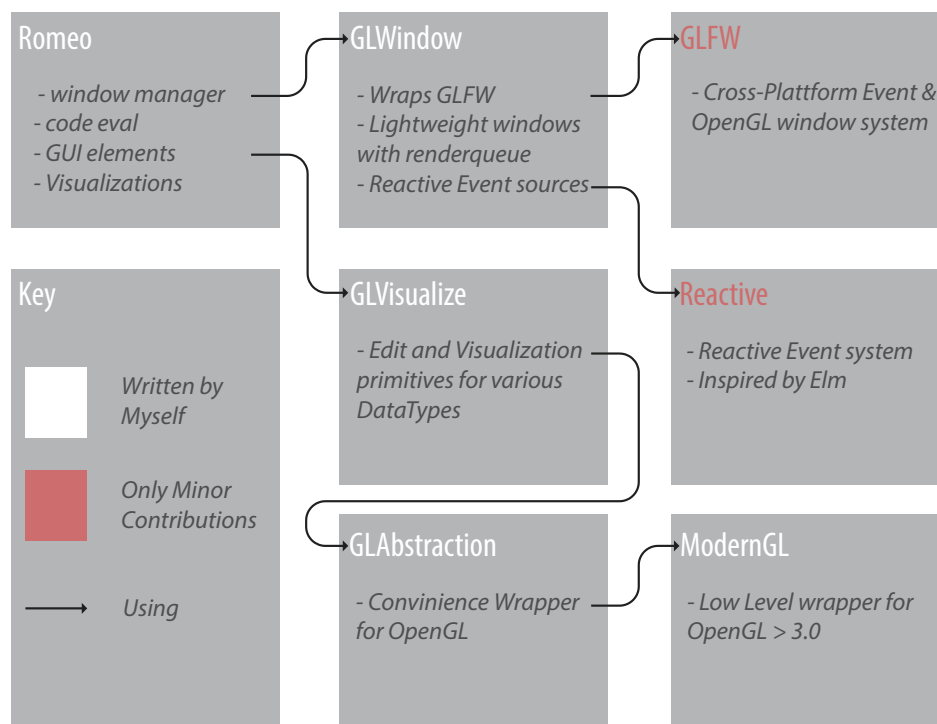 Romeo
- window manager
- code eval
- GUI elements
- Visualizations
GLWindow
- Wraps GLFW
- Lightweight windows
with renderqueue
- Reactive Event sources
GLFW
- Cross-Plattform Event &
OpenGL window system
Key
Written by
Myself
Only Minor
Contributions
Using
GLVisualize
- Edit and Visualization
primitives for various
DataTypes
Reactive
- Reactive Event system
- Inspired by Elm
GLAbstraction
- Convinience Wrapper
for OpenGL
ModernGL
- Low Level wrapper for
OpenGL > 3.0